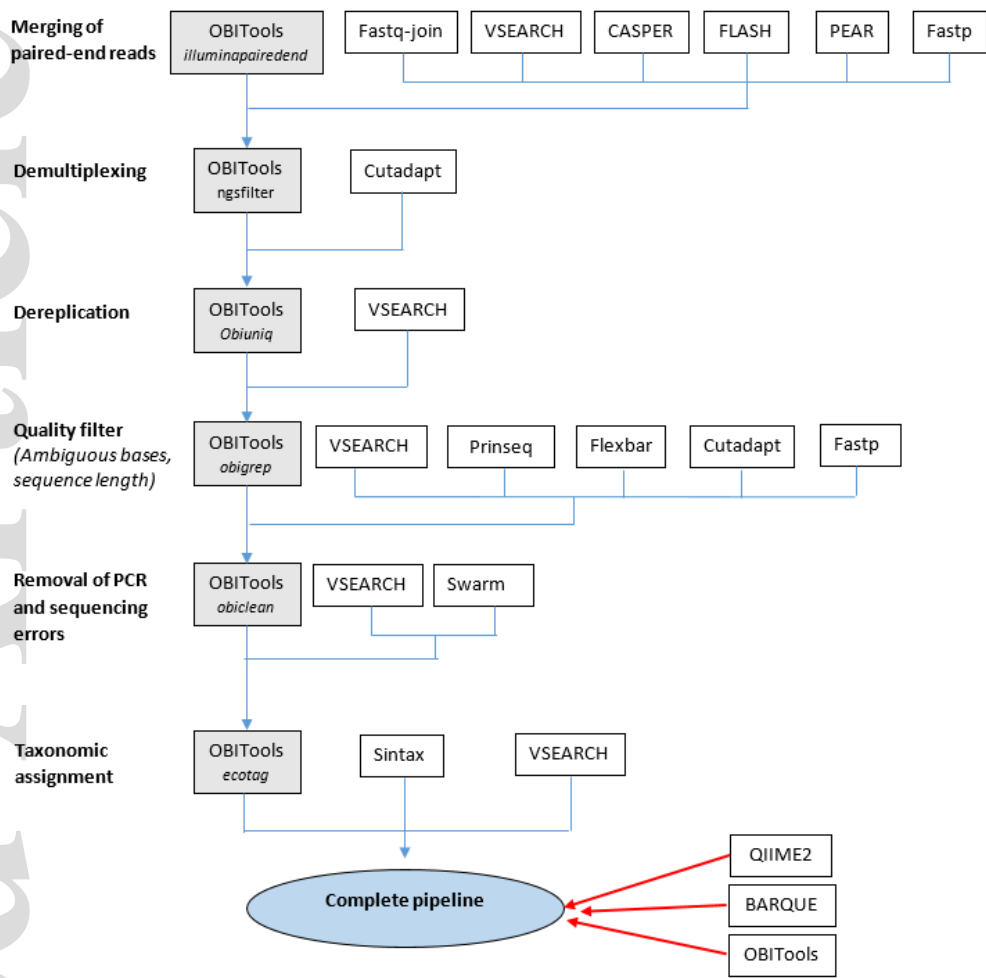 Merging of
paired-end reads
OBITools
illuminapairedend
Fastq-join
VSEARCH
CASPER
FLASH
PEAR
Fastp
Demultiplexing
OBITools
ngsfilter
Cutadapt
Dereplication
OBITools
Obiuniq
VSEARCH
Quality filter
(Ambiguous bases,
sequence length)
OBITools
obigrep
VSEARCH
Prinseq
Flexbar
Cutadapt
Fastp
Removal of PCR
and sequencing
errors
OBITools
obiclean
VSEARCH
Swarm
Taxonomic
assignment
OBITools
ecotag
Sintax
VSEARCH
Complete pipeline
QIIME2
BARQUE
OBITools